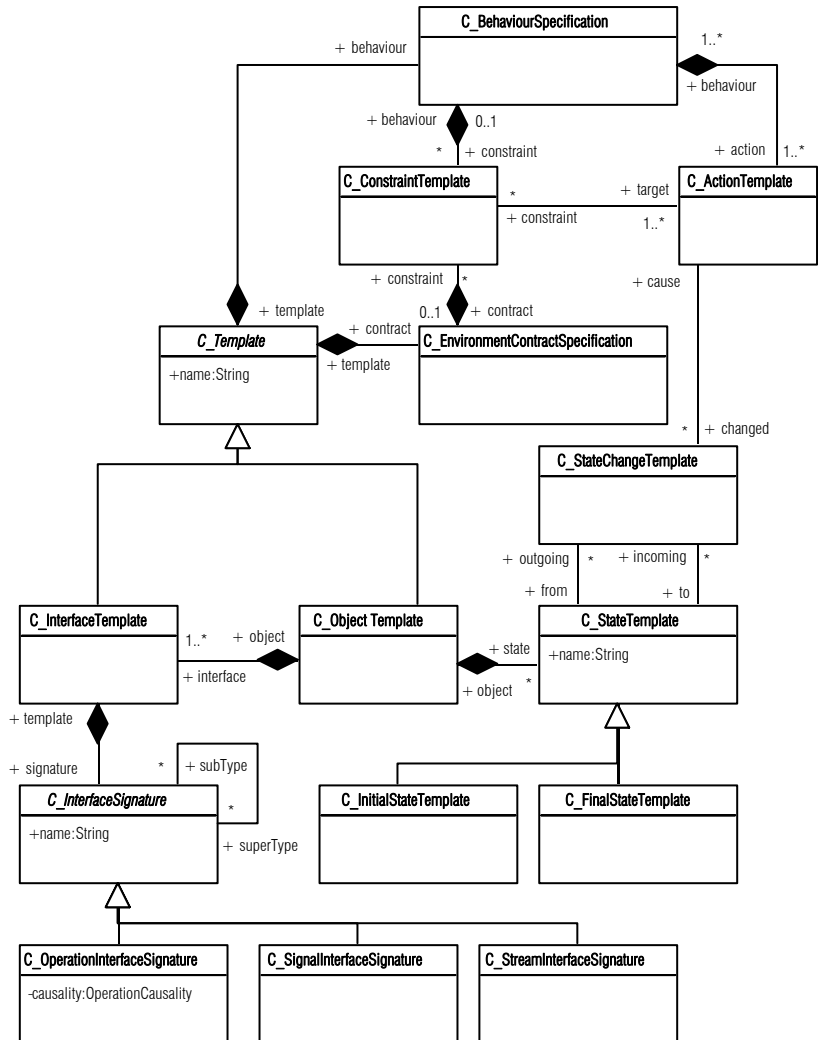 C_BehaviourSpecification
1..*
+ behaviour
+ behaviour
+ behaviour
0..1
* + constraint
+ action
1..*
C_ConstraintTemplate
C_ActionTemplate
*
+ target
+ constraint
1..*
+ constraint
*
+ cause
+ template
0..1
+ contract
C_Template
+ contract
C_EnvironmentContractSpecification
+ template
+name:String
*
+ changed
C_StateChangeTemplate
+ outgoing
*
+ incoming
*
+ from
+ to
C_InterfaceTemplate
C_Object Template
C_StateTemplate
1..*
+ object
+ state
+name:String
+ interface
+ object
*
+ template
+ signature
*
+ subType
C_InterfaceSignature
*
+name:String
+ superType
C_InitialStateTemplate
C_FinalStateTemplate
C_OperationInterfaceSignature
C_SignalInterfaceSignature
C_StreamInterfaceSignature
-causality:OperationCausality